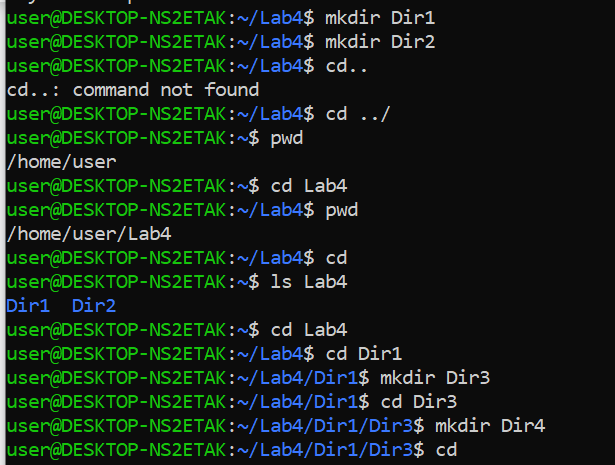 user@DESKTOP-NS2ETAK:~/Lab4$ mkdir Dir1
user@DESKTOP-NS2ETAK:~/Lab4$ mkdir Dir2
user@DESKTOP-NS2ETAK:~/Lab4$ cd..
cd..: command not found
user@DESKTOP-NS2ETAK:~/Lab4$ cd ../
user@DESKTOP-NS2ETAK:~$ pwd
/home/user
user@DESKTOP-NS2ETAK:~$ cd Lab4
user@DESKTOP-NS2ETAK:~/Lab4$ pwd
/home/user/Lab4
user@DESKTOP-NS2ETAK:~/Lab4$ cd
user@DESKTOP-NS2ETAK:~$ ls Lab4
Dir1  Dir2
user@DESKTOP-NS2ETAK:~$ cd Lab4
user@DESKTOP-NS2ETAK:~/Lab4$ cd Dir1
user@DESKTOP-NS2ETAK:~/Lab4/Dir1$ mkdir Dir3
user@DESKTOP-NS2ETAK:~/Lab4/Dir1$ cd Dir3
user@DESKTOP-NS2ETAK:~/Lab4/Dir1/Dir3$ mkdir Dir4
user@DESKTOP-NS2ETAK:~/Lab4/Dir1/Dir3$ cd